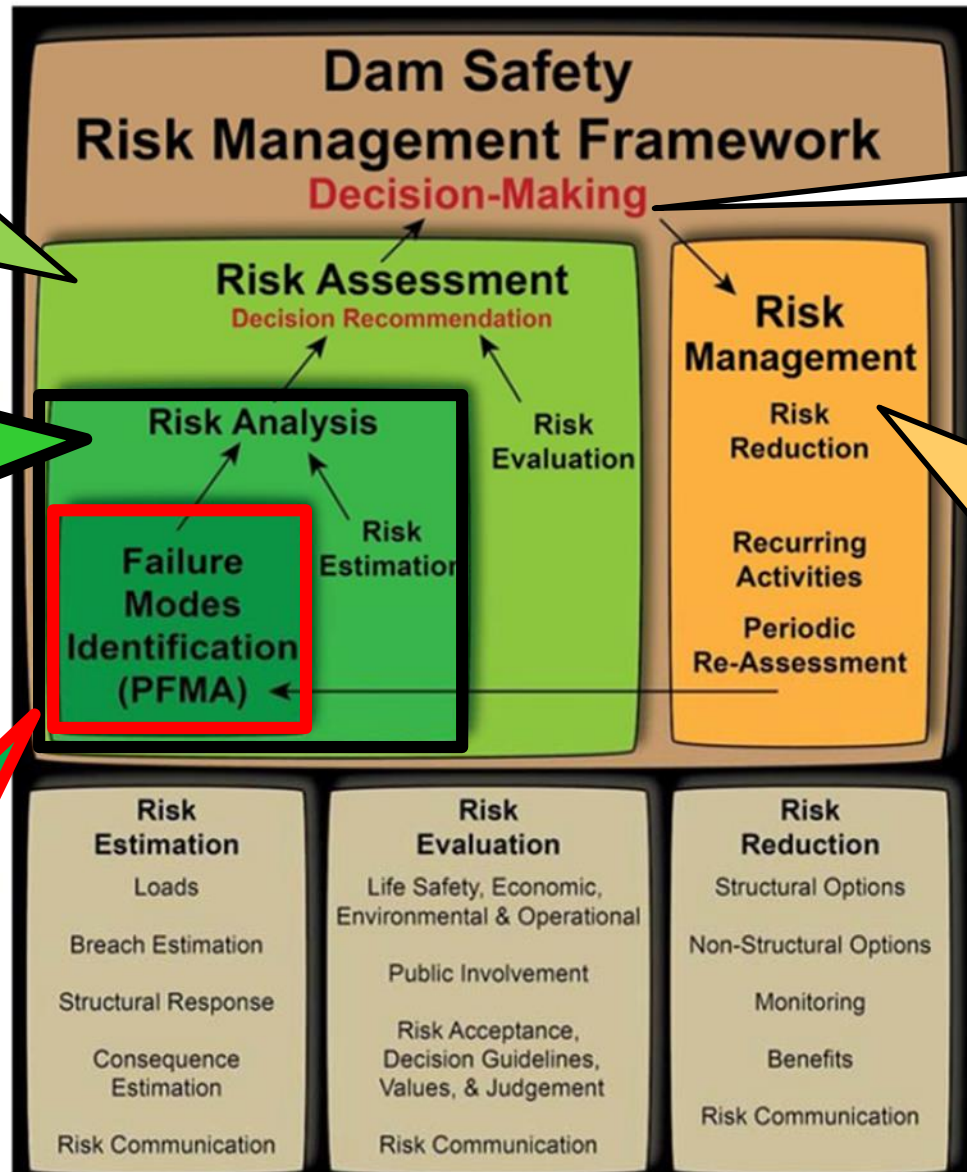 Dam Safety
Risk Management Framework
Decision-Making
Risk Assessment
Decision Recommendation
Risk Analysis
Risk
Evaluation
Risk
Estimation
Failure
Modes
Identification
(PFMA)
Risk
Management
Risk
Reduction
Recurring
Activities
Periodic
Re-Assessment
Risk
Estimation
Loads
Breach Estimation
Structural Response
Consequence
Estimation
Risk Communication
Risk
Evaluation
Life Safety, Economic,
Environmental & Operational
Public Involvement
Risk Acceptance,
Decision Guidelines,
Values, & Judgement
Risk Communication
Risk
Reduction
Structural Options
Non-Structural Options
Monitoring
Benefits
Risk Communication